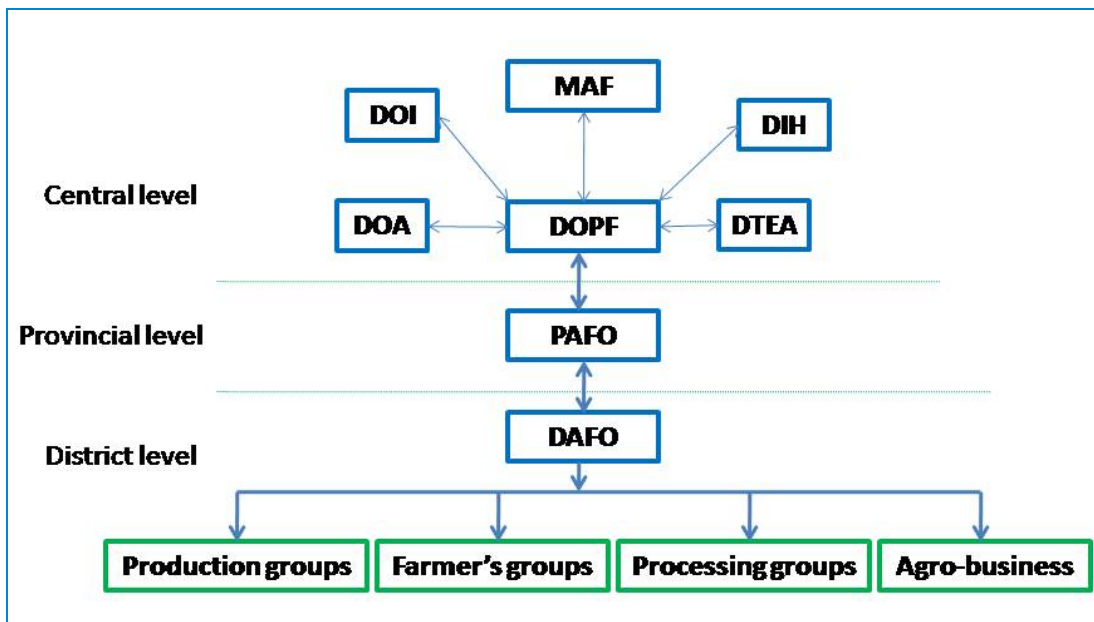 MAF
DOI
DIH
Central level
DOA
DOPF
DTEA
Provincial level
PAFO
DAFO
District level
Production groups
Farmer's groups
Processing groups
Agro-business